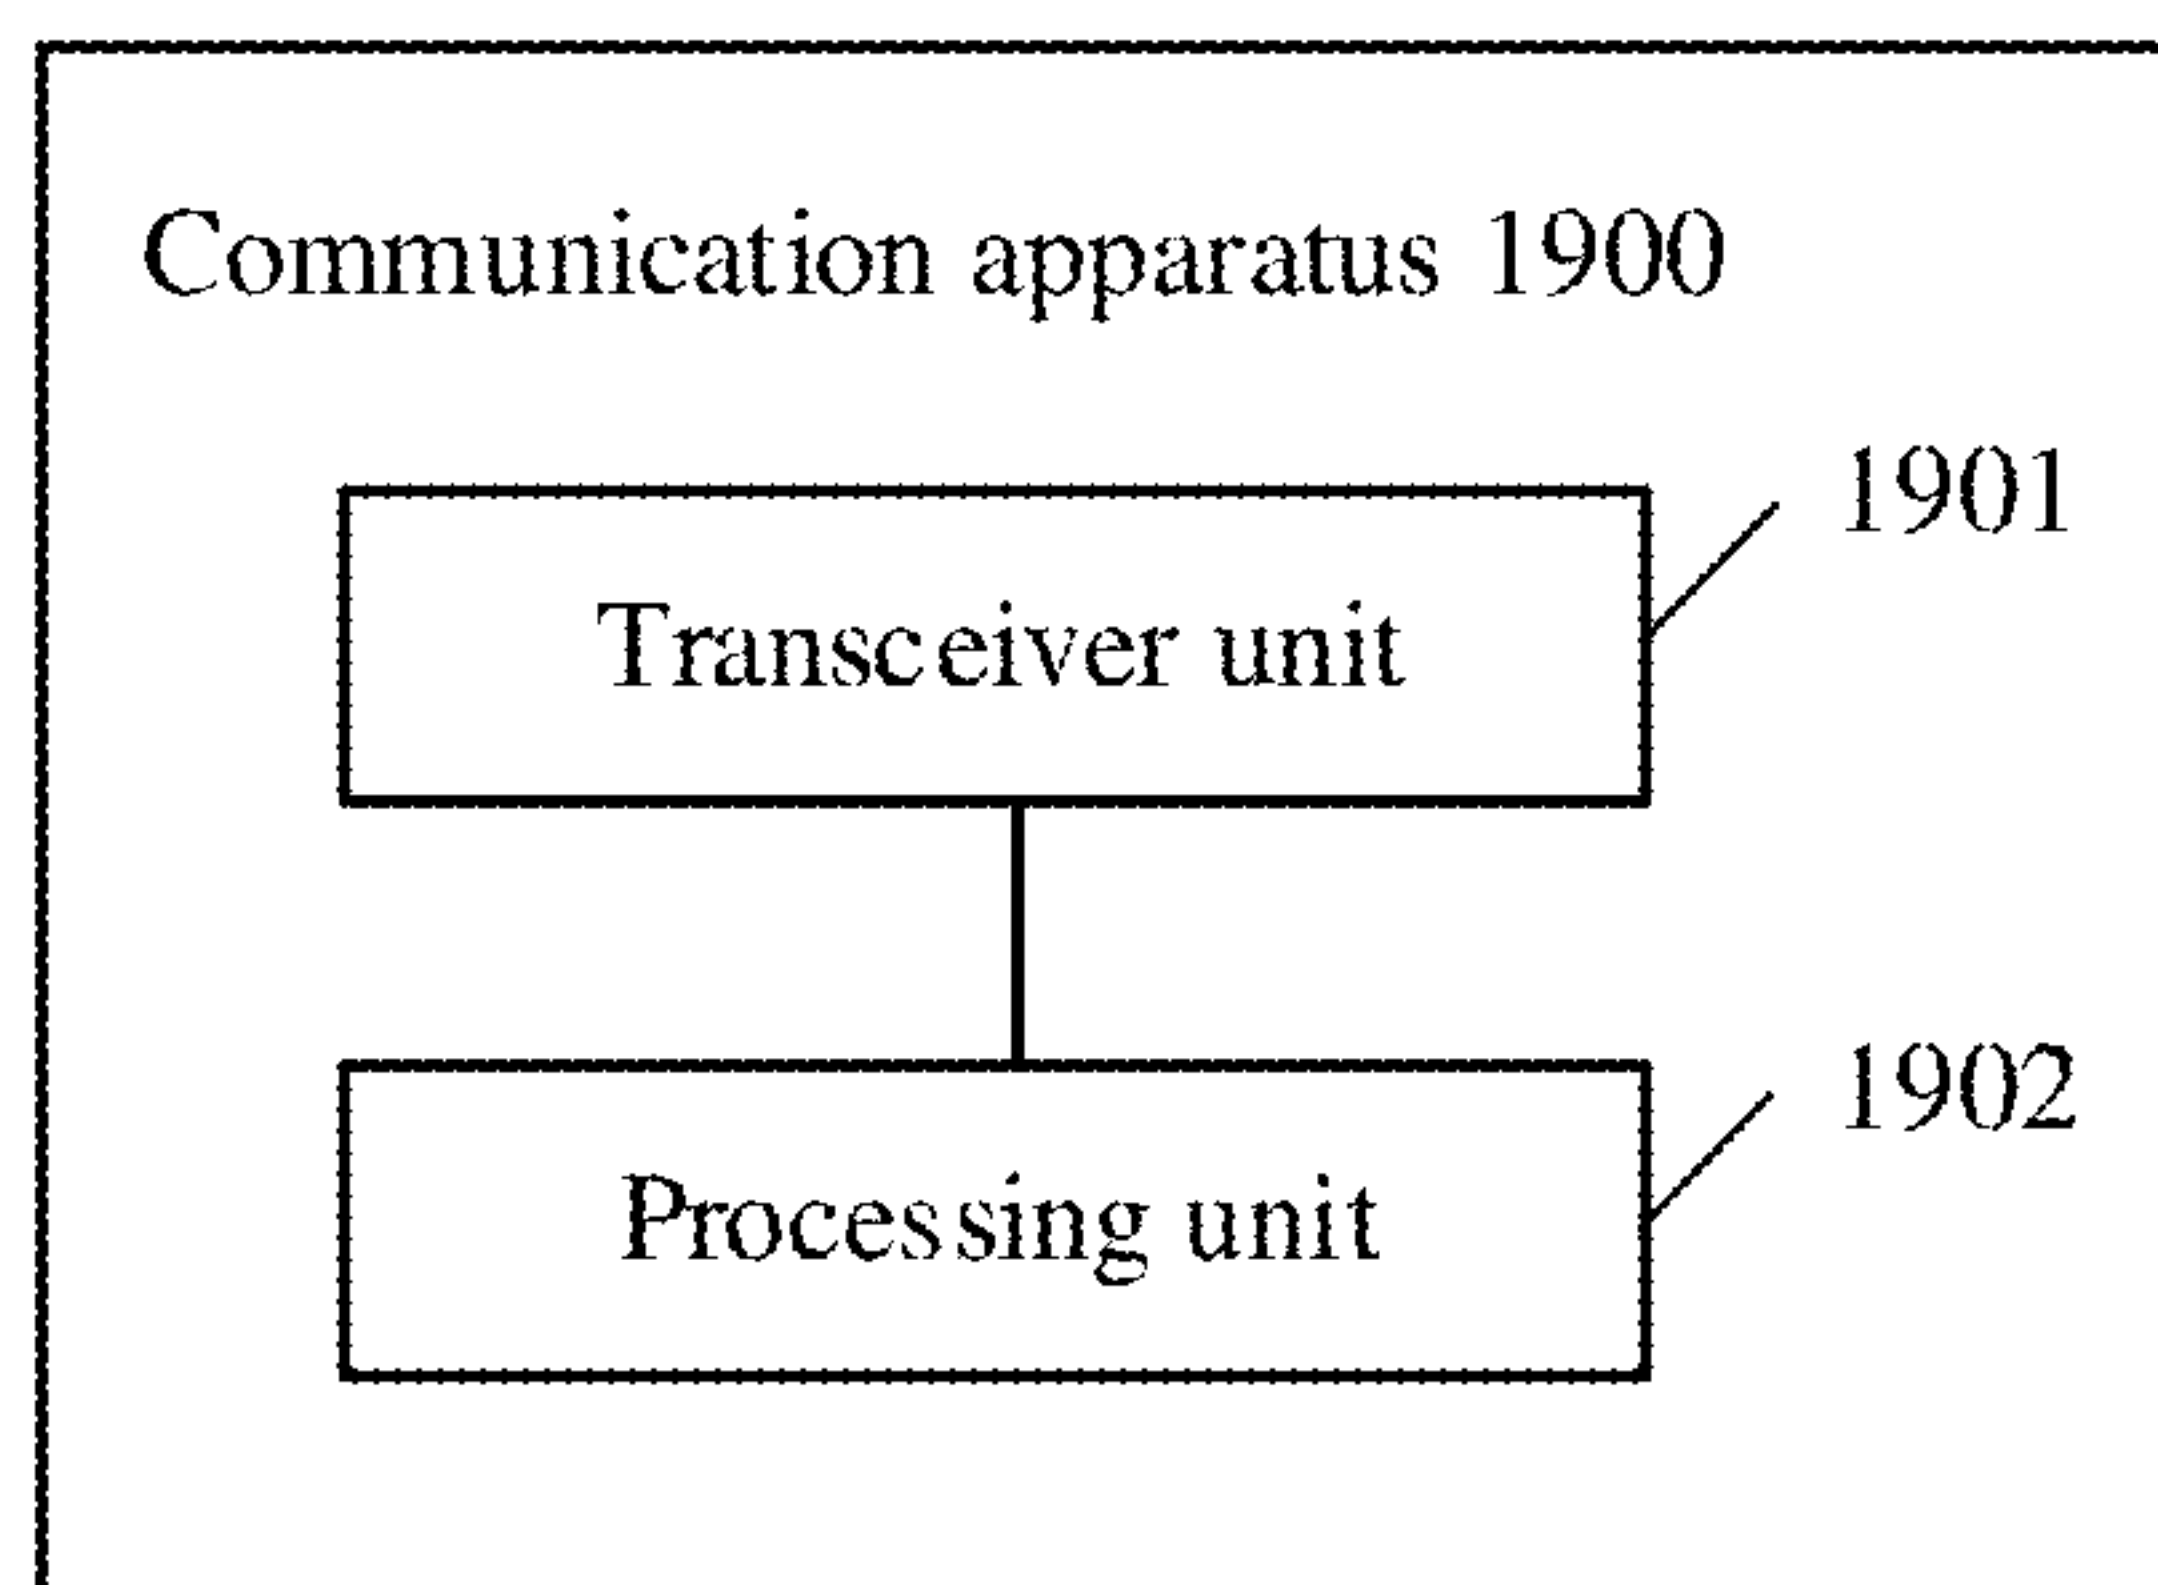 Communication apparatus 1900
1901
Transceiver unit
1902
Processing unit